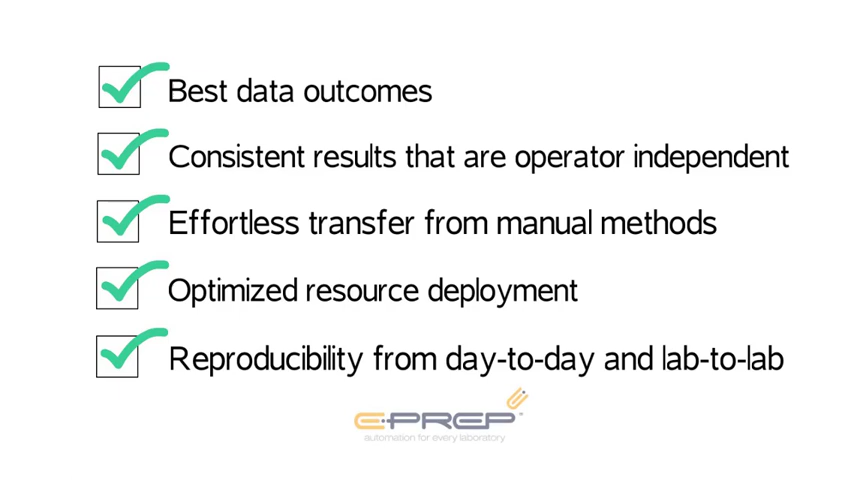 Best data outcomes
Consistent results that are operator independent
Effortless transfer from manual methods
Optimized resource deployment
Reproducibility from day-to-day and lab-to-lab
e-PREP™
automation for every laboratory